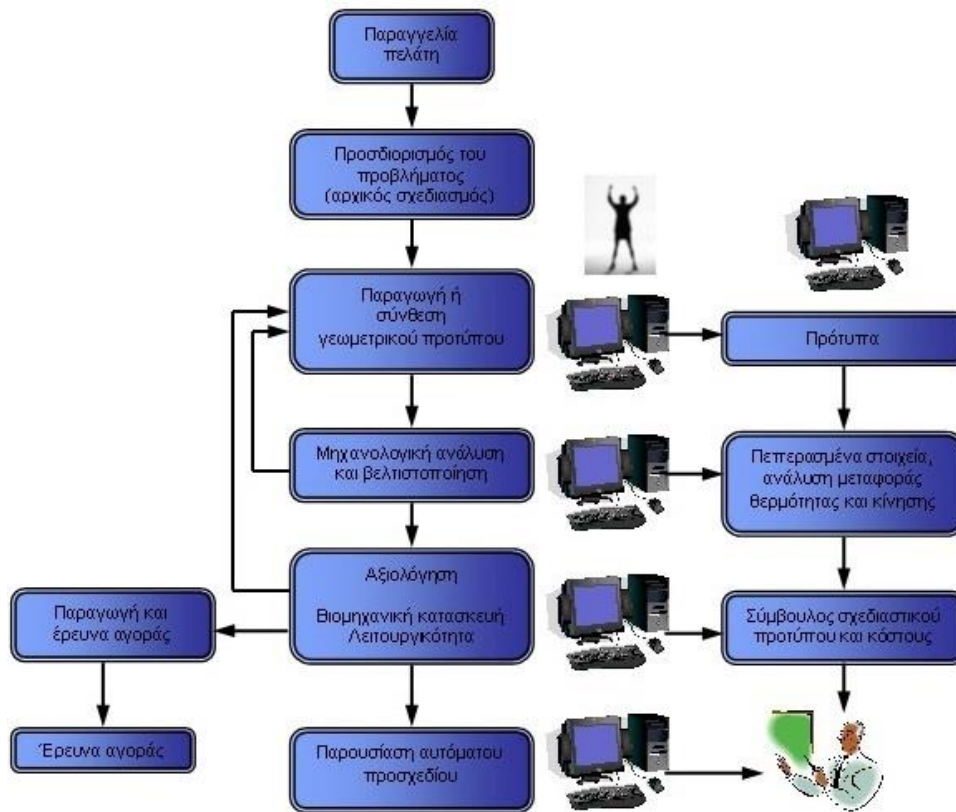 Παραγγελία
πελάτη
Προσδιορισμός του
προβλήματος
(αρχικός σχεδιασμός)
Παραγωγή ή
σύνθεση
γεωμετρικού προτύπου
Πρότυπα
Μηχανολογική ανάλυση
και βελτιστοποίηση
Πεπερασμένα στοιχεία,
ανάλυση μεταφοράς
θερμότητας και κίνησης
Αξιολόγηση
Βιομηχανική κατασκευή
Λειτουργικότητα
Παραγωγή και
έρευνα αγοράς
Σύμβουλος σχεδιαστικού
προτύπου και κόστους
Έρευνα αγοράς
Παρουσίαση αυτόματου
προσχεδίου